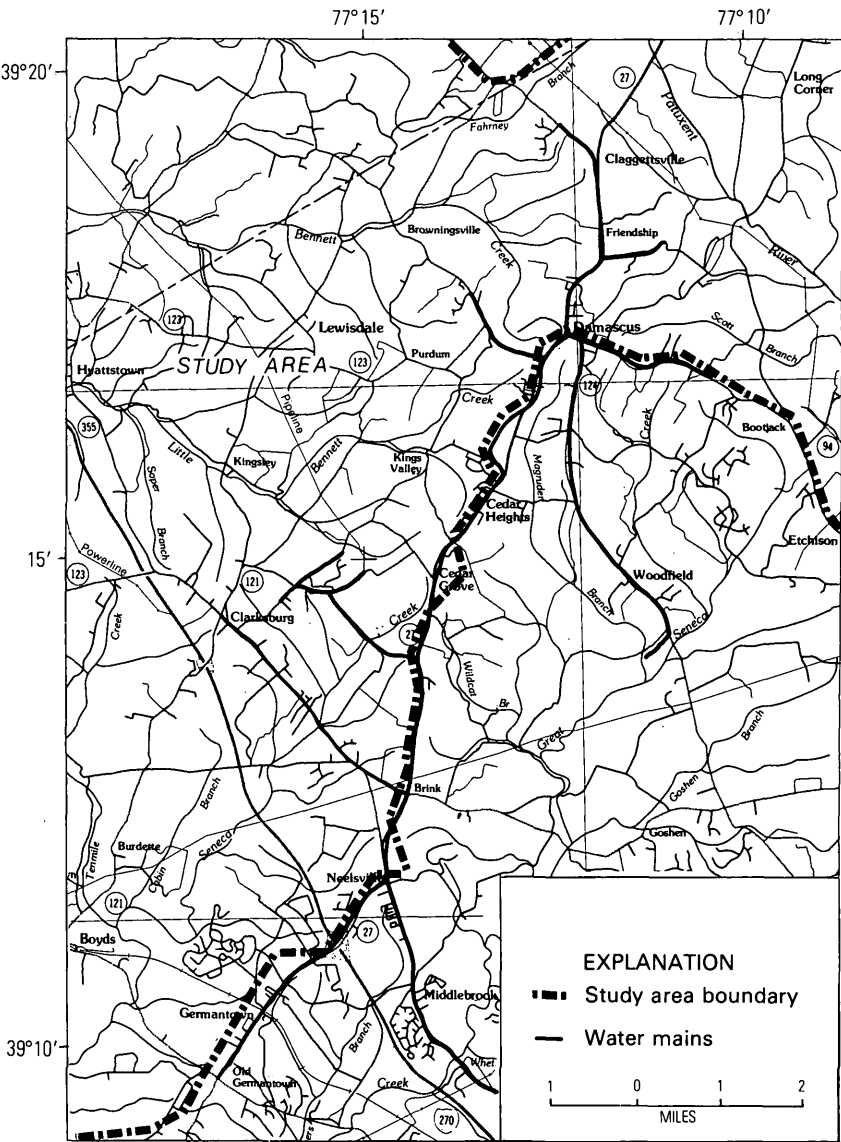 77°15'
77°10'
39°20'
Branch
27
Long
Corner
Patuxent
Fahrney
Claggettsville
Bennett
Browningsville
Creek
Friendship
River
123
Lewisdale
Damascus
Scott
Branch
Hyattstown
STUDY AREA
123
Purdum
Creek
124
Creek
Bootjack
94
355
Pipeline
Little
Kingsley
Bennett
Kings
Valley
Magruder
Soper
Branch
Cedar
Heights
Etchison
15'
Powerline
123
121
Cedar
Grove
Woodfield
Creek
Clarksburg
Creek
Branch
Seneca
27
Wildcat
Br
Great
Branch
Branch
Brink
Goshen
Goshen
Tenmile
Burdette
Cabin
Seneca
Neelsville
121
27
Boyds
EXPLANATION
Study area boundary
Water mains
Middlebrook
Germantown
39°10'
Old
Germantown
Branch
Creek
Whet
270
1 0 1 2
MILES